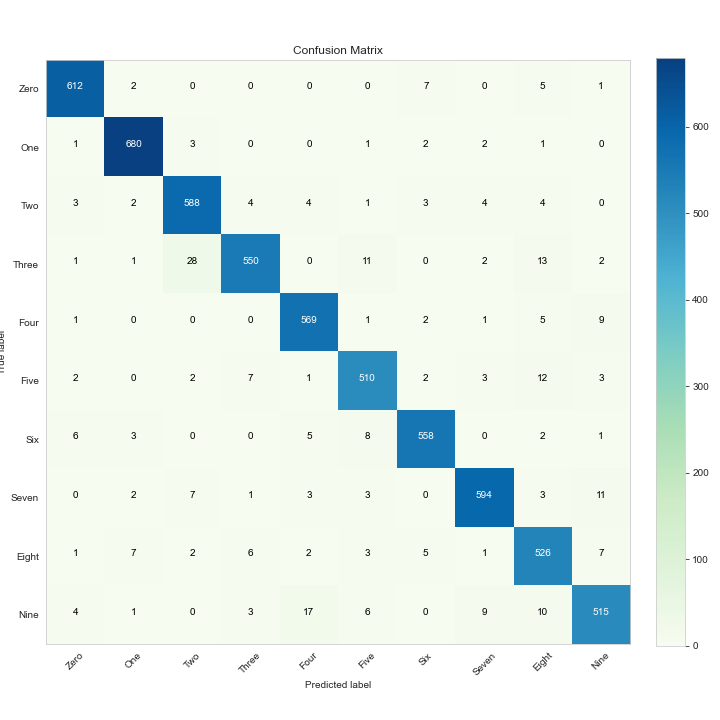 Confusion Matrix
Zero 612 2 0 0 0 0 7 0 5 1
One 1 680 3 0 0 1 2 2 1 0
Two 3 2 588 4 4 1 3 4 4 0
Three 1 1 28 550 0 11 0 2 13 2
Four 1 0 0 0 569 1 2 1 5 9
Five 2 0 2 7 1 510 2 3 12 3
Six 6 3 0 0 5 8 558 0 2 1
Seven 0 2 7 1 3 3 0 594 3 11
Eight 1 7 2 6 2 3 5 1 526 7
Nine 4 1 0 3 17 6 0 9 10 515
Zero One Two Three Four Five Six Seven Eight Nine
Predicted label
True label
600
500
400
300
200
100
0